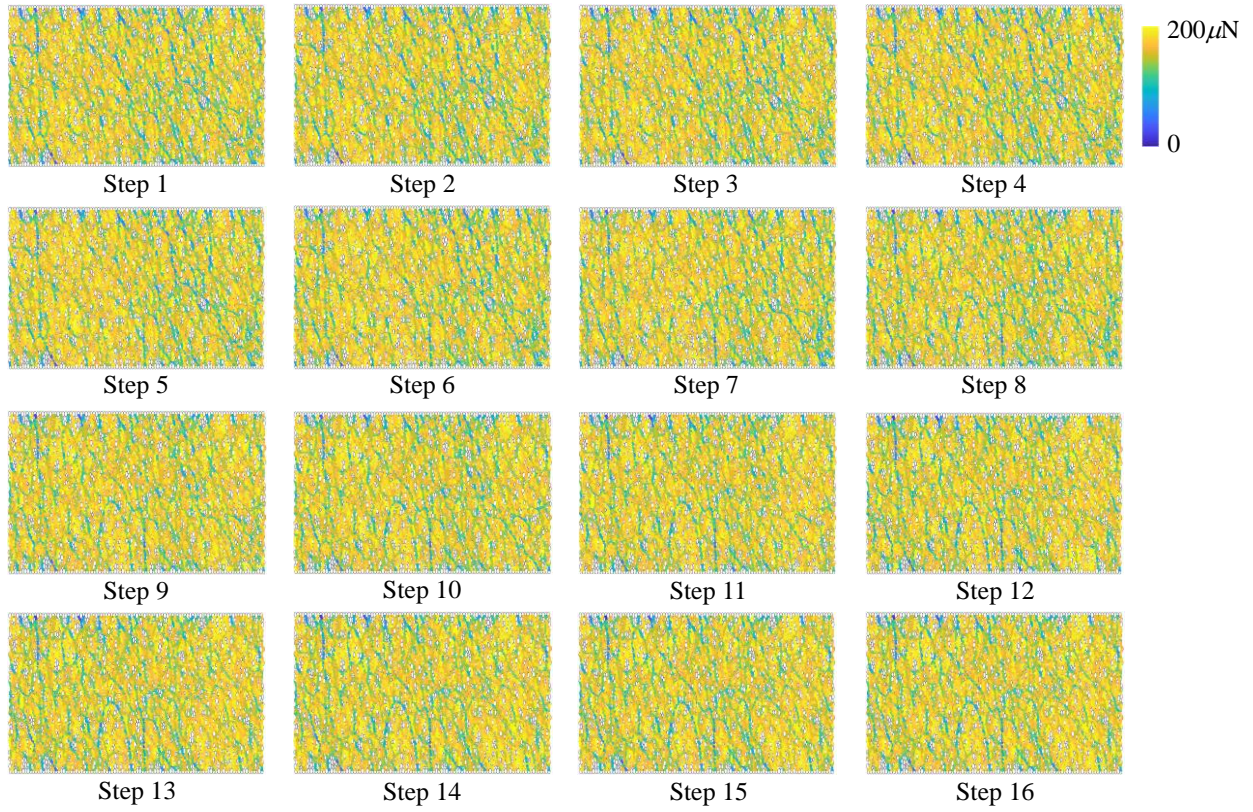 200μN
0
Step 1
Step 2
Step 3
Step 4
Step 5
Step 6
Step 7
Step 8
Step 9
Step 10
Step 11
Step 12
Step 13
Step 14
Step 15
Step 16